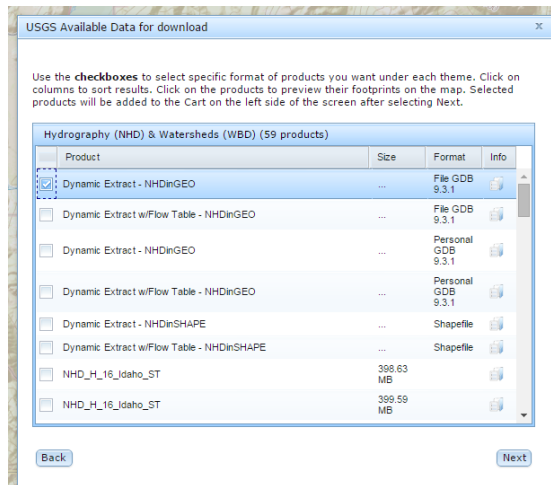 USGS Available Data for download
x
Use the checkboxes to select specific format of products you want under each theme. Click on
columns to sort results. Click on the products to preview their footprints on the map. Selected
products will be added to the Cart on the left side of the screen after selecting Next.
Hydrography (NHD) & Watersheds (WBD) (59 products)
Product Size Format Info
Dynamic Extract - NHDinGEO ... File GDB
9.3.1
Dynamic Extract w/Flow Table - NHDinGEO ... File GDB
9.3.1
Dynamic Extract - NHDinGEO ... Personal
GDB
9.3.1
Dynamic Extract w/Flow Table - NHDinGEO ... Personal
GDB
9.3.1
Dynamic Extract - NHDinSHAPE ... Shapefile
Dynamic Extract w/Flow Table - NHDinSHAPE ... Shapefile
NHD_H_16_Idaho_ST 398.63
MB
NHD_H_16_Idaho_ST 399.59
MB
Back Next